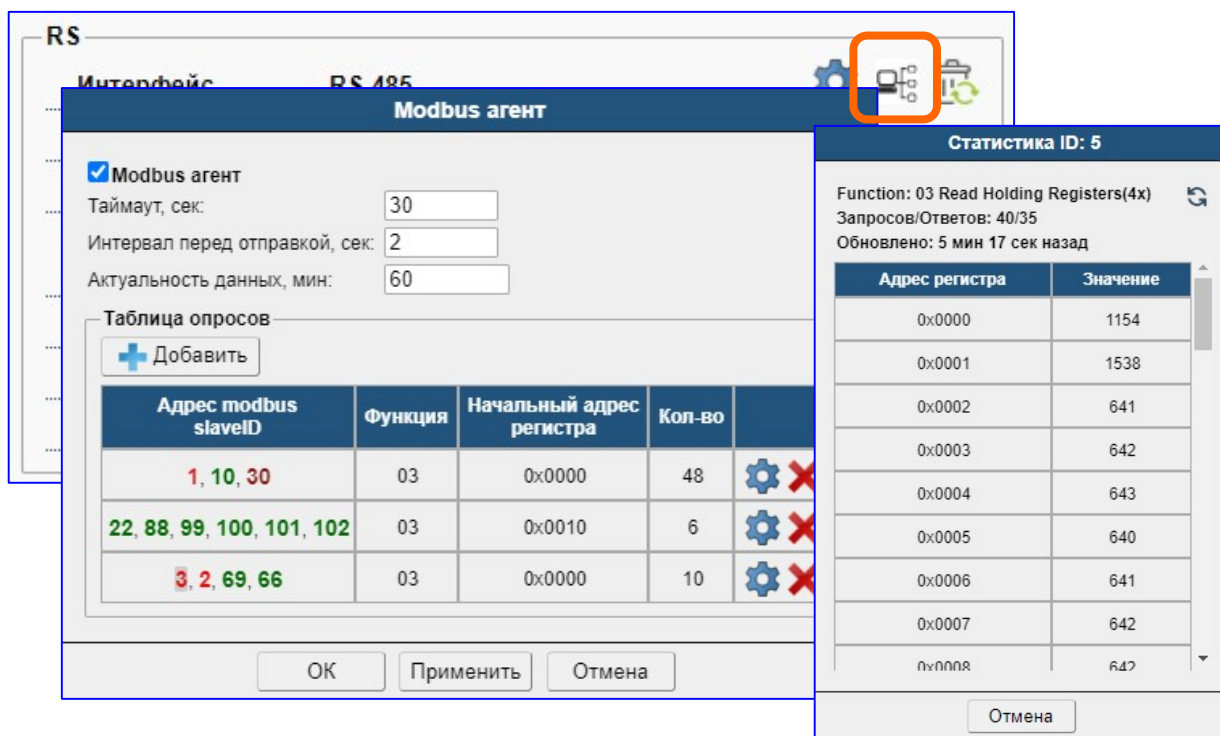 RS
Интерфейс RS 485
Modbus агент
Modbus агент
Таймаут, сек: 30
Интервал перед отправкой, сек: 2
Актуальность данных, мин: 60
Таблица опросов
Добавить
Адрес modbus slaveID Функция Начальный адрес регистра Кол-во
1, 10, 30 03 0x0000 48
22, 88, 99, 100, 101, 102 03 0x0010 6
3, 2, 69, 66 03 0x0000 10
ОК Применить Отмена
Статистика ID: 5
Function: 03 Read Holding Registers(4x)
Запросов/Ответов: 40/35
Обновлено: 5 мин 17 сек назад
Адрес регистра Значение
0x0000 1154
0x0001 1538
0x0002 641
0x0003 642
0x0004 643
0x0005 640
0x0006 641
0x0007 642
0x0008 642
Отмена